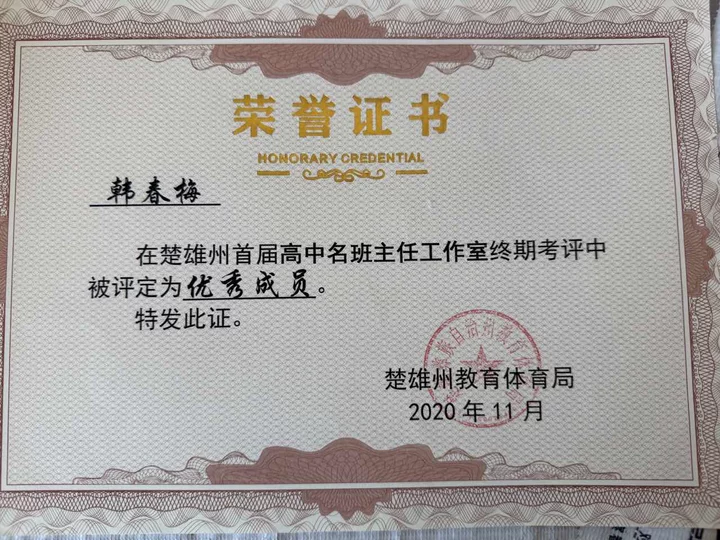 荣誉证书
HONORARY CREDENTIAL
韩春梅
在楚雄州首届高中名班主任工作室终期考评中
被评定为优秀成员。
特发此证。
楚雄州教育体育局
2020年11月